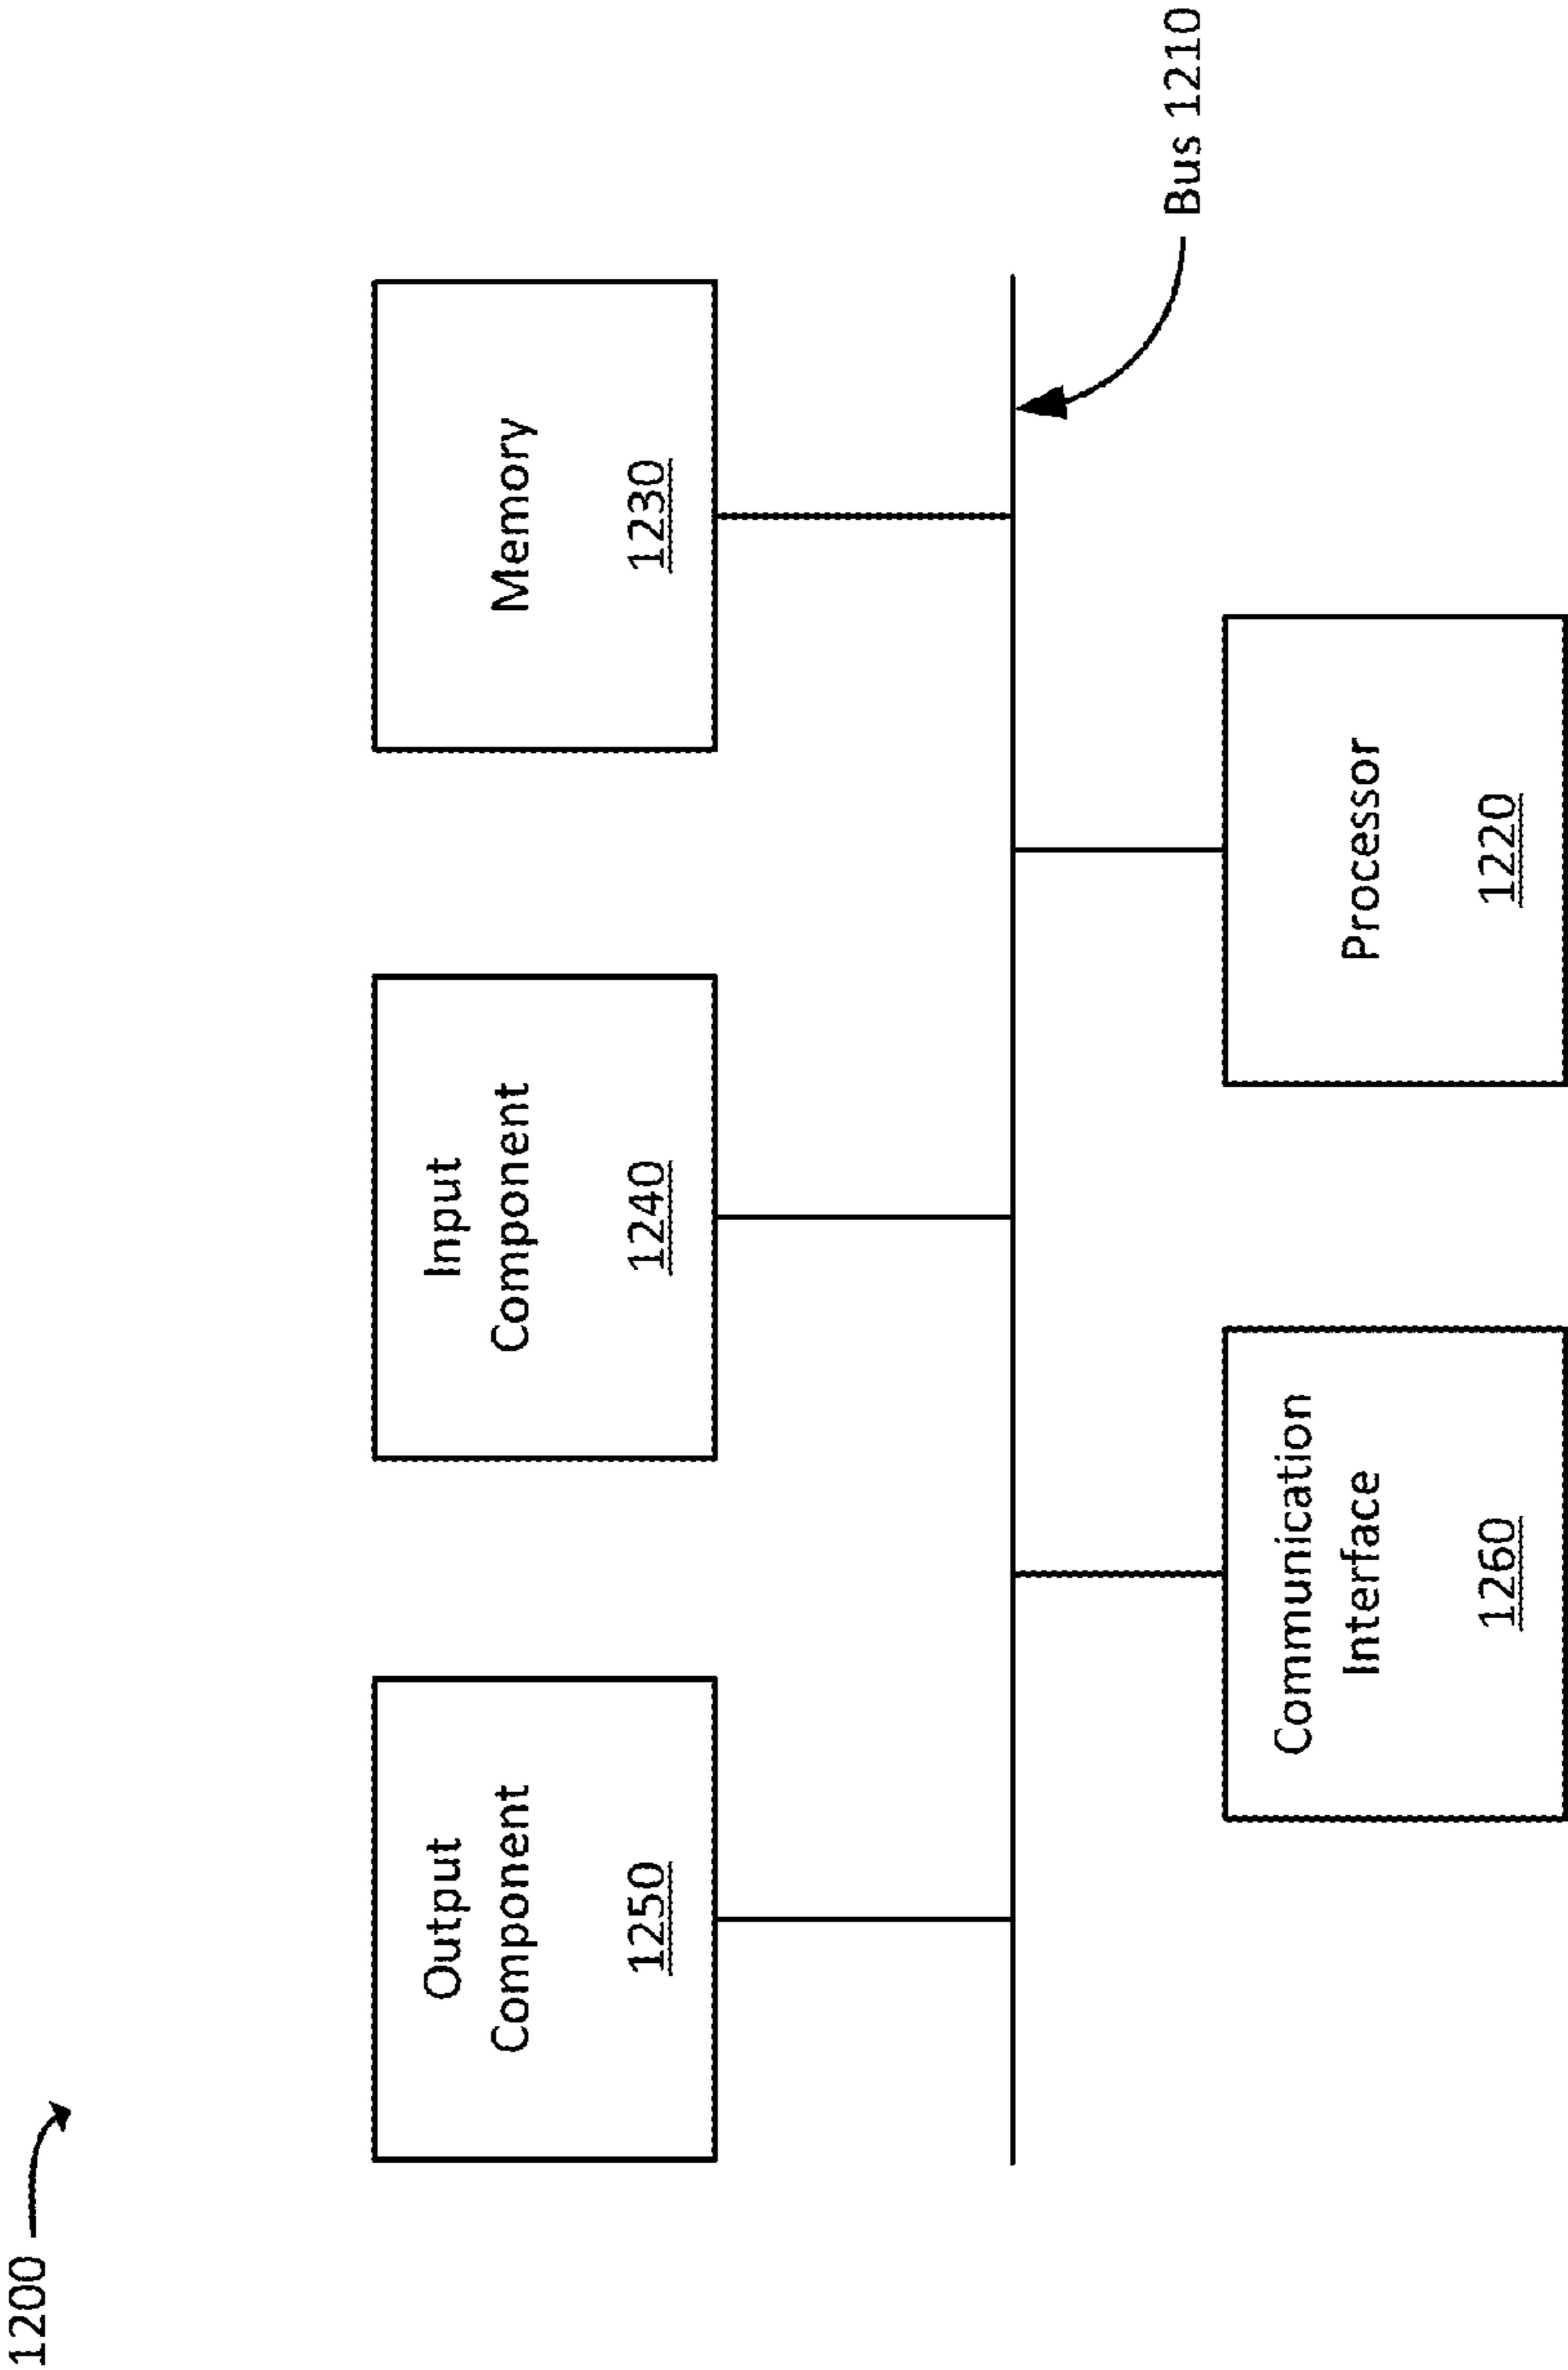 1200
Output
Component
1250
Input
Component
1240
Memory
1230
Bus 1210
Communication
Interface
1260
Processor
1220